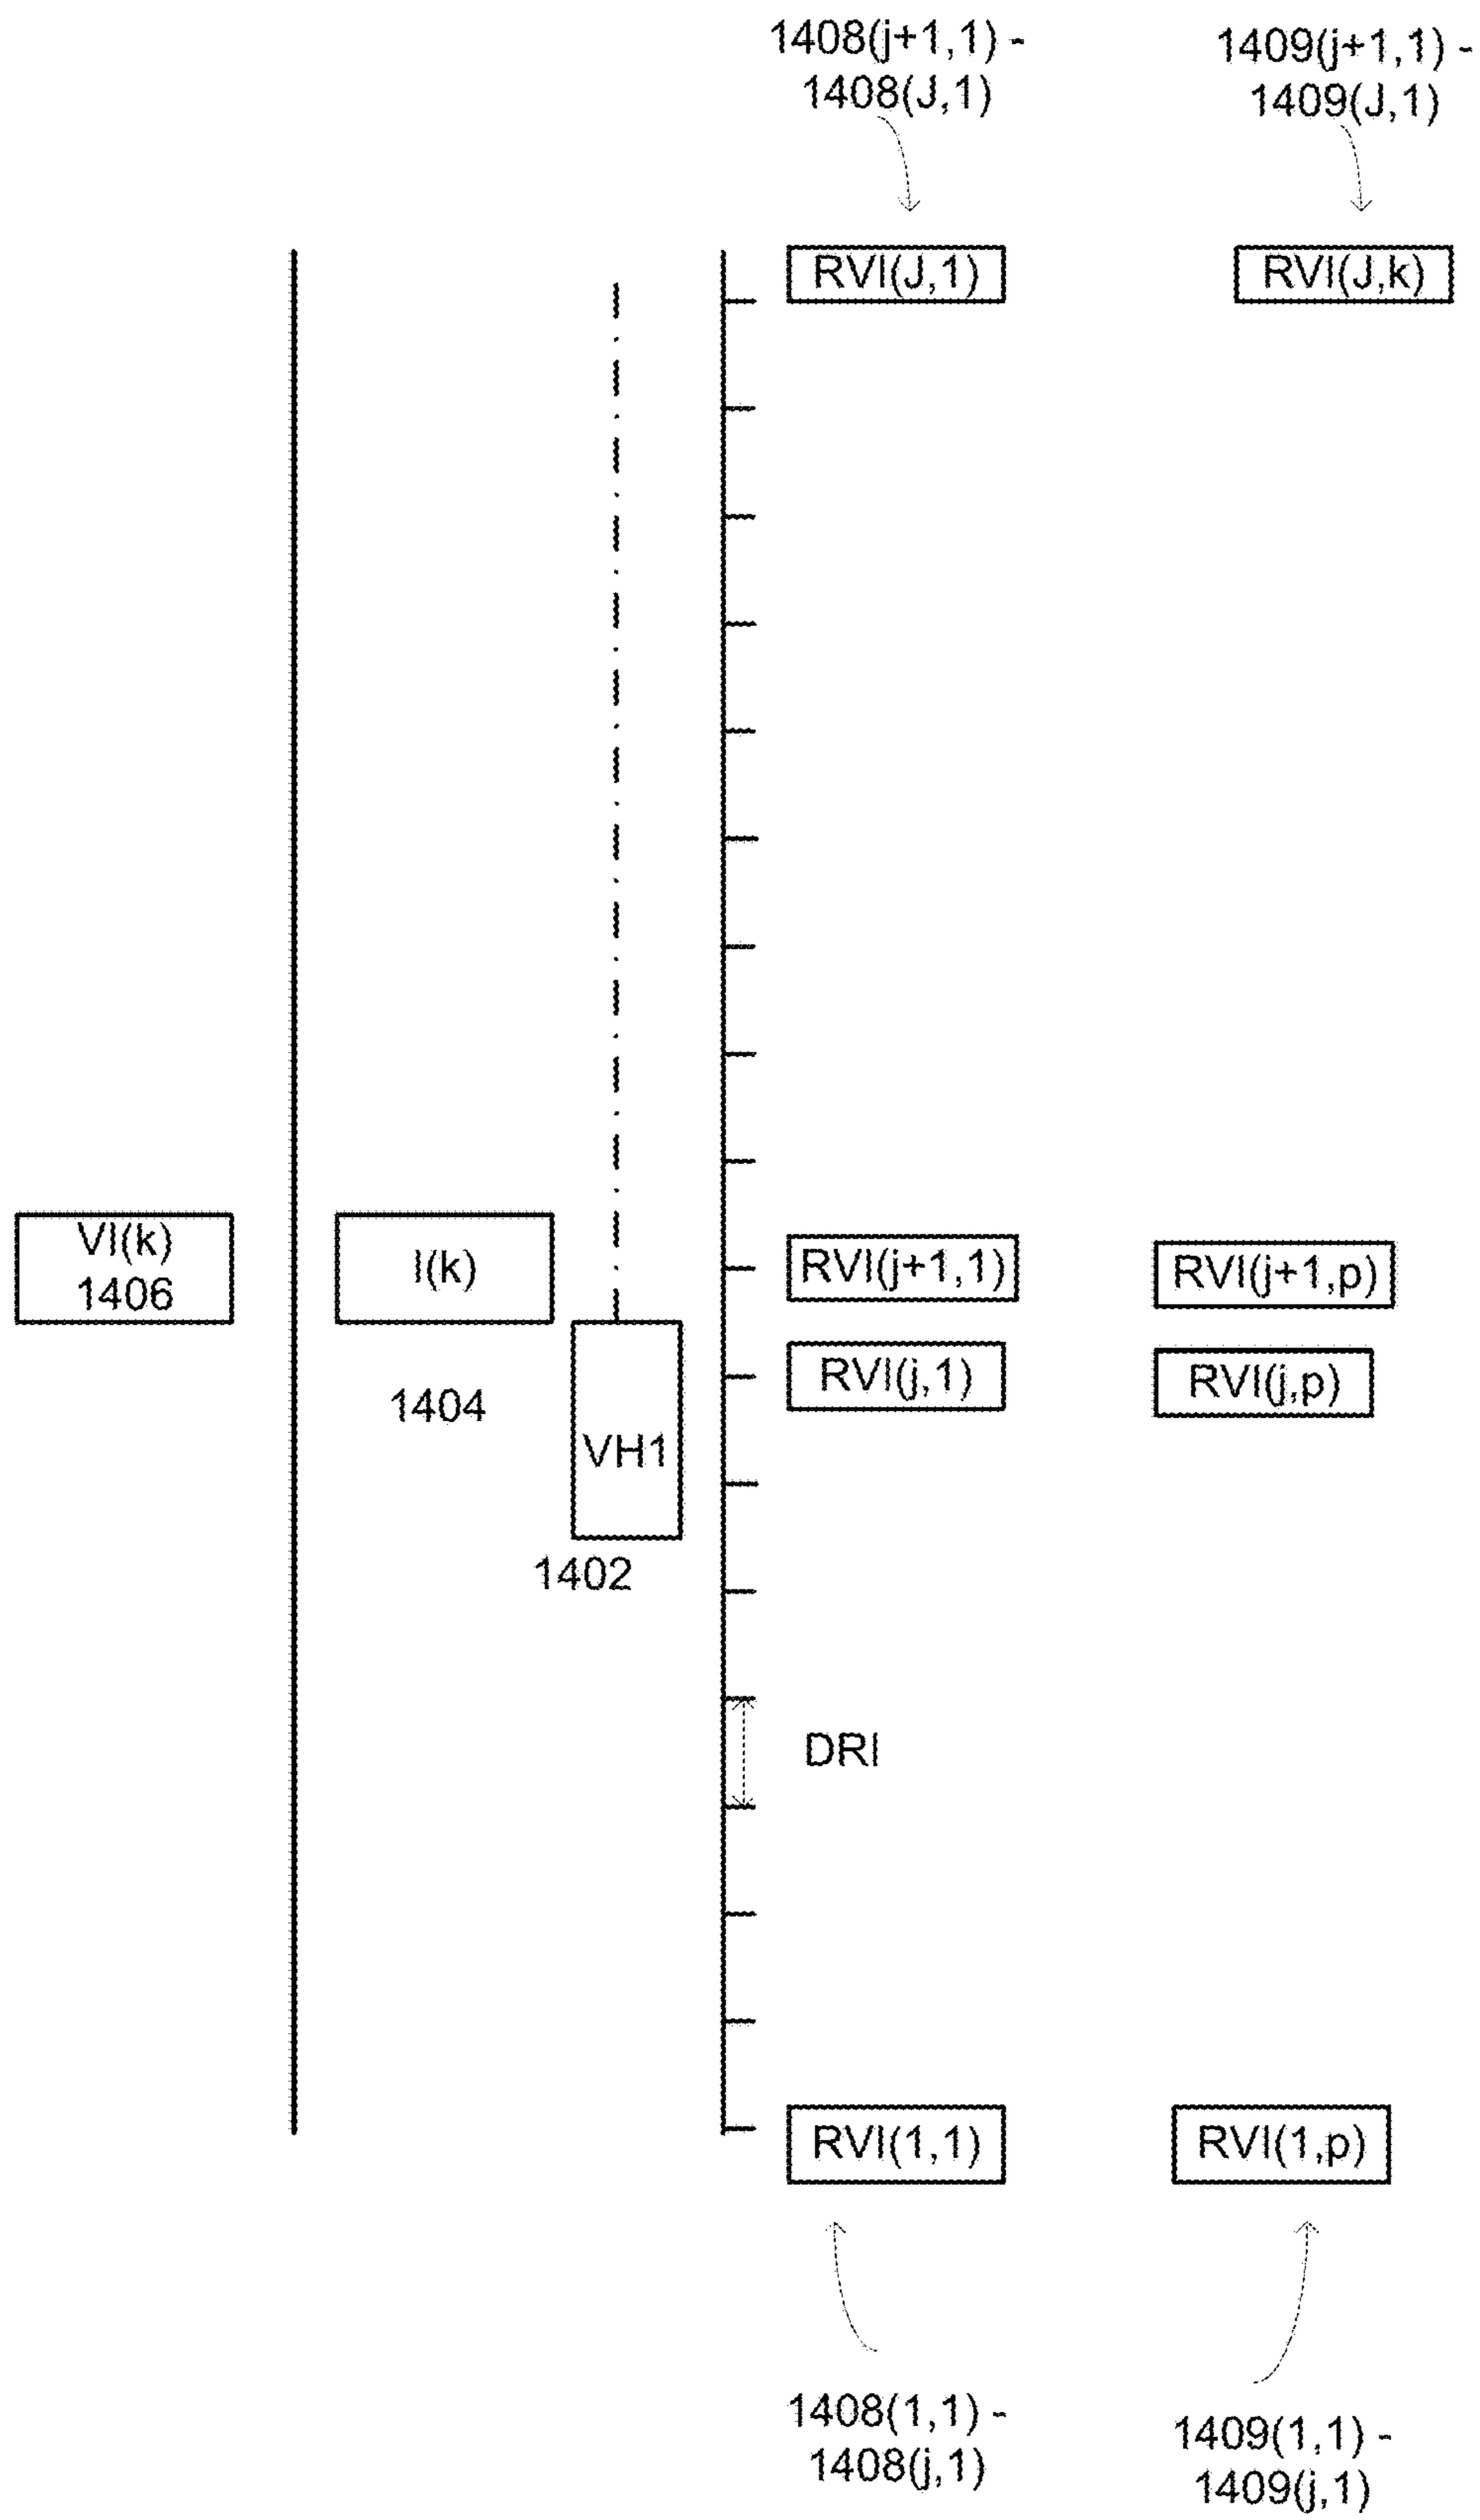 1408(j+1,1) -
1408(J,1)
1409(j+1,1) -
1409(J,1)
RVI(J,1)
RVI(J,k)
VI(k)
1406
I(k)
RVI(j+1,1)
RVI(j+1,p)
RVI(j,1)
RVI(j,p)
1404
VH1
1402
DRI
RVI(1,1)
RVI(1,p)
1408(1,1) -
1408(j,1)
1409(1,1) -
1409(j,1)